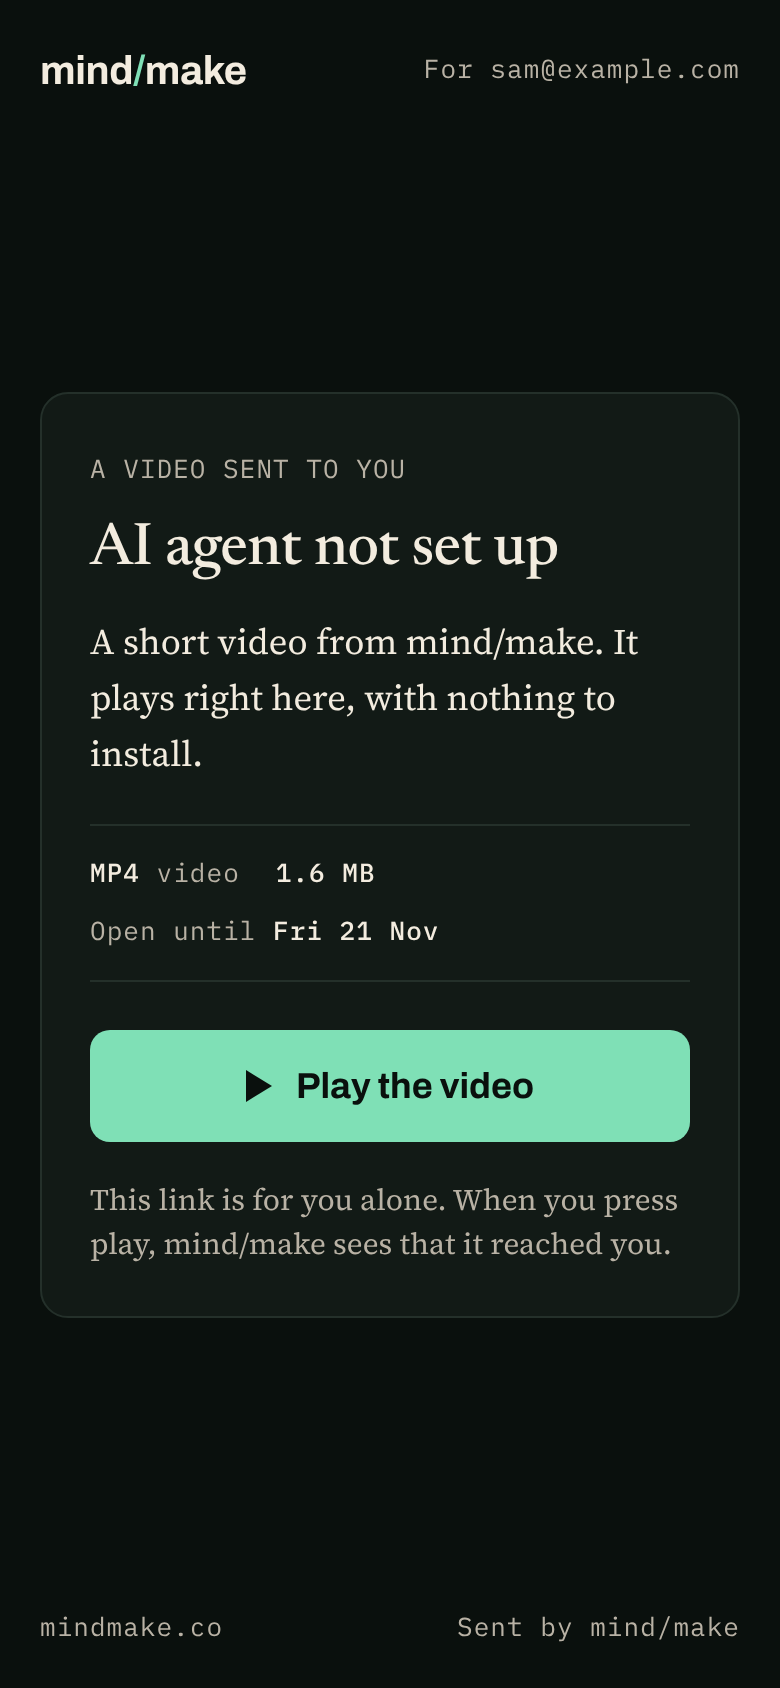 mind/make
For sam@example.com
A VIDEO SENT TO YOU
AI agent not set up
A short video from mind/make. It
plays right here, with nothing to
install.
MP4 video 1.6 MB
Open until Fri 21 Nov
Play the video
This link is for you alone. When you press
play, mind/make sees that it reached you.
mindmake.co
Sent by mind/make